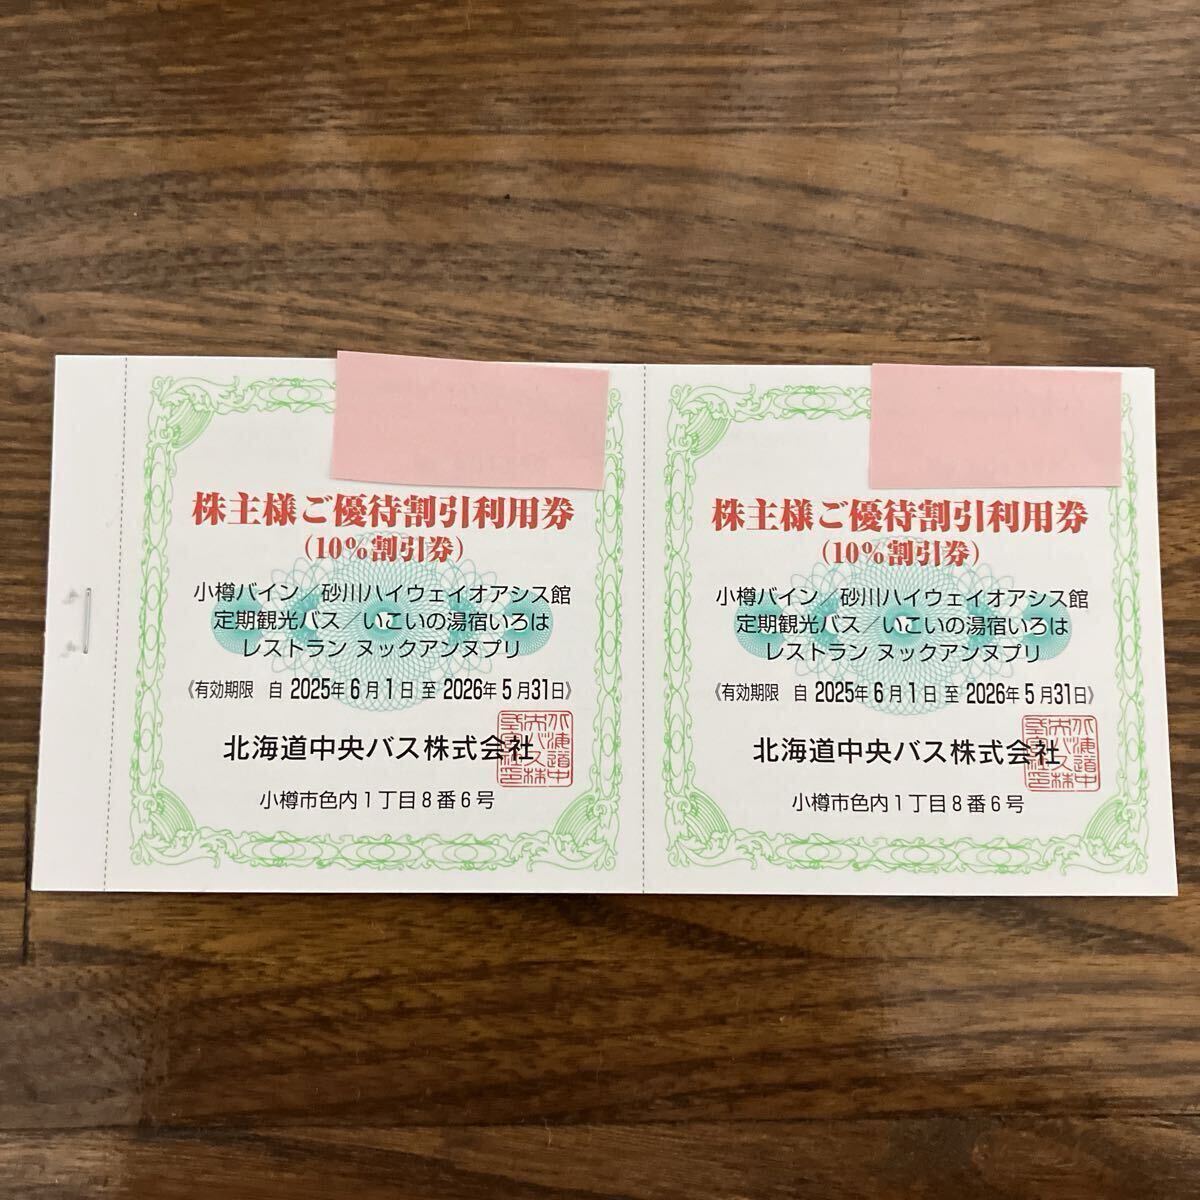 株主様ご優待割引利用券
(10%割引券)
小樽バイン／砂川ハイウェイオアシス館
定期観光バス／いこいの湯宿いろは
レストラン ヌックアンヌプリ
《有効期限 自 2025年6月1日 至 2026年5月31日》
北海道中央バス株式会社
小樽市色内1丁目8番6号
株主様ご優待割引利用券
(10%割引券)
小樽バイン／砂川ハイウェイオアシス館
定期観光バス／いこいの湯宿いろは
レストラン ヌックアンヌプリ
《有効期限 自 2025年6月1日 至 2026年5月31日》
北海道中央バス株式会社
小樽市色内1丁目8番6号